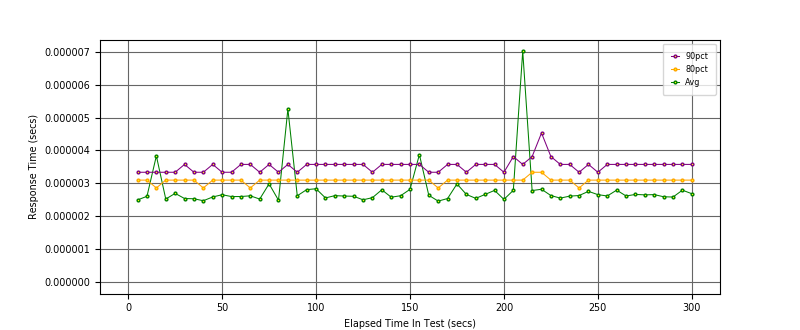 0.000007
0.000006
0.000005
0.000004
0.000003
0.000002
0.000001
0.000000
Response Time (secs)
90pct
80pct
Avg
0 50 100 150 200 250 300
Elapsed Time In Test (secs)